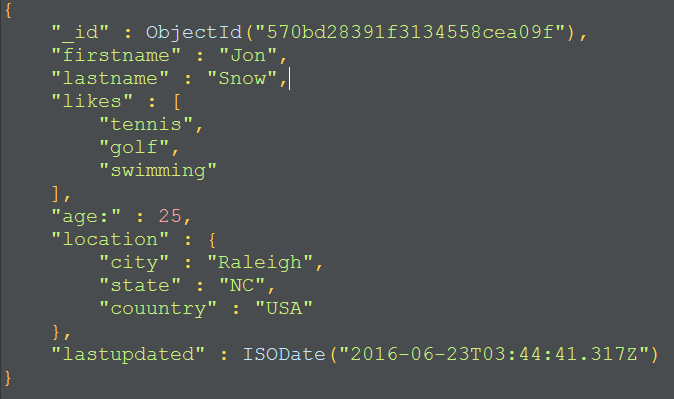 {
    "_id" : ObjectId("570bd28391f3134558cea09f"),
    "firstname" : "Jon",
    "lastname" : "Snow",
    "likes" : [
        "tennis",
        "golf",
        "swimming"
    ],
    "age:" : 25,
    "location" : {
        "city" : "Raleigh",
        "state" : "NC",
        "couuntry" : "USA"
    },
    "lastupdated" : ISODate("2016-06-23T03:44:41.317Z")
}